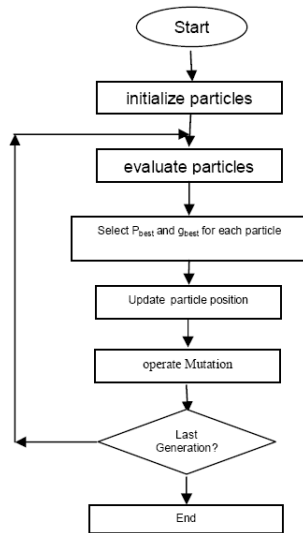 Start
initialize particles
evaluate particles
Select Pbest and gbest for each particle
Update particle position
operate Mutation
Last
Generation?
End